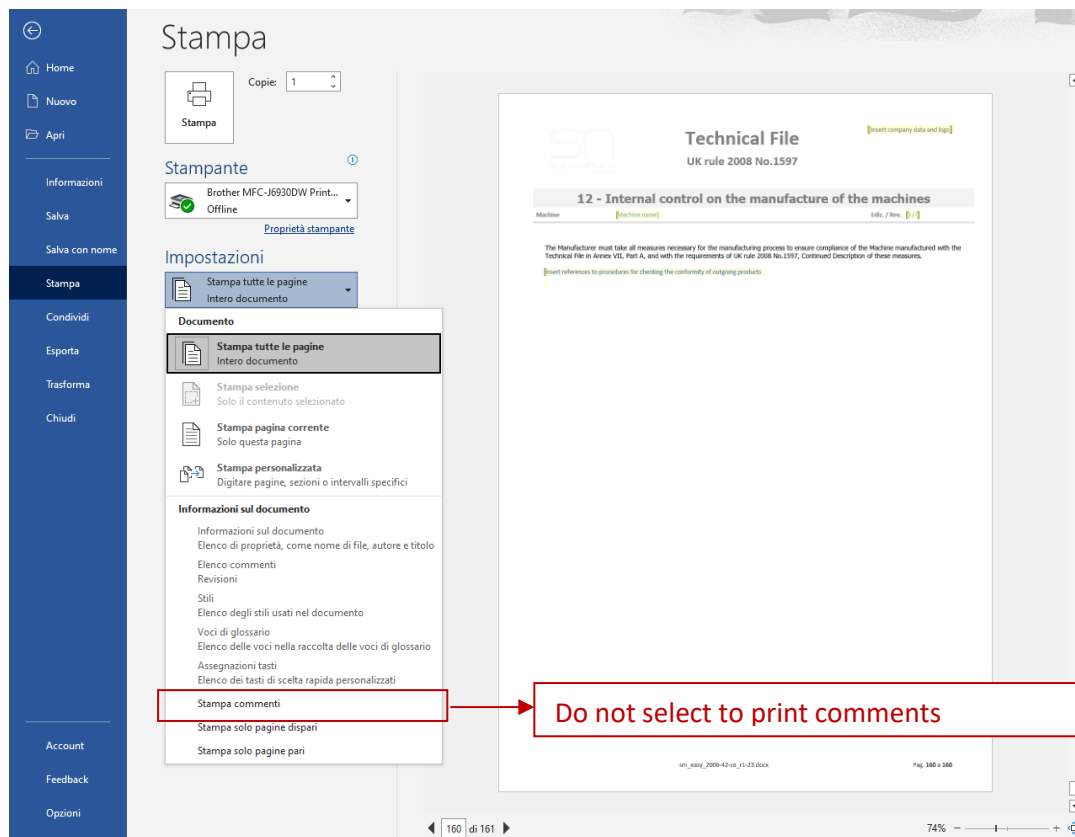 Stampa
Home
Nuovo
Apri
Informazioni
Salva
Salva con nome
Stampa
Condividi
Esporta
Trasforma
Chiudi
Account
Feedback
Opzioni
Copie: 1
Stampa
Stampante
Brother MFC-J6930DW Print...
Offline
Proprietà stampante
Impostazioni
Stampa tutte le pagine
Intero documento
Documento
Stampa tutte le pagine
Intero documento
Stampa selezione
Solo il contenuto selezionato
Stampa pagina corrente
Solo questa pagina
Stampa personalizzata
Digitare pagine, sezioni o intervalli specifici
Informazioni sul documento
Informazioni sul documento
Elenco di proprietà, come nome di file, autore e titolo
Elenco commenti
Revisioni
Stili
Elenco degli stili usati nel documento
Voci di glossario
Elenco delle voci nella raccolta delle voci di glossario
Assegnazioni tasti
Elenco dei tasti di scelta rapida personalizzati
Stampa commenti
Stampa solo pagine dispari
Stampa solo pagine pari
Technical File
[Insert company data and logo]
UK rule 2008 No.1597
12 - Internal control on the manufacture of the machines
Machine [Machine name] Ediz. / Rev. [1/1]
The Manufacturer must take all measures necessary for the manufacturing process to ensure compliance of the Machine manufactured with the
Technical File in Annex VII, Part A, and with the requirements of UK rule 2008 No.1597, Continued Description of these measures.
[Insert references to procedures for checking the conformity of outgoing products
Do not select to print comments
sm_easy_2006-42-ce_r1-23.docx Pag. 160 a 160
160 di 161
74%